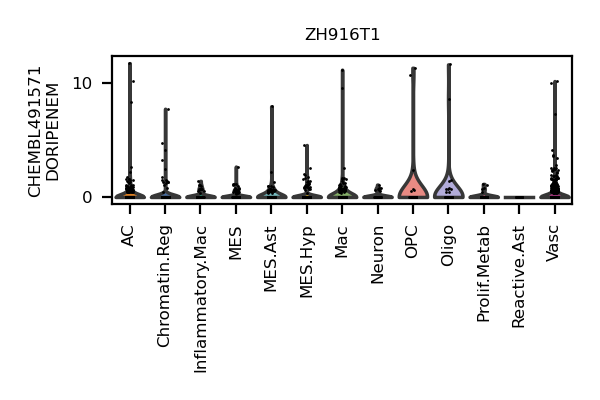 ZH916T1
CHEMBL491571
DORIPENEM
10
0
AC
Chromatin.Reg
Inflammatory.Mac
MES
MES.Ast
MES.Hyp
Mac
Neuron
OPC
Oligo
Prolif.Metab
Reactive.Ast
Vasc